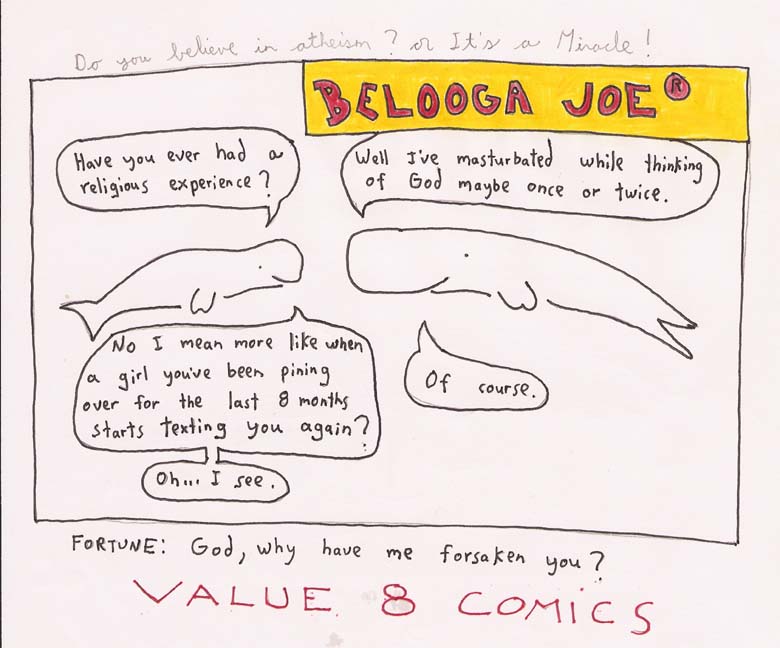 Do you believe in atheism? or It's a Miracle!
BELOOGA JOE®
Have you ever had a
religious experience?
Well I've masturbated while thinking
of God maybe once or twice.
No I mean more like when
a girl you've been pining
over for the last 8 months
starts texting you again?
Of course.
Oh... I see.
FORTUNE: God, why have me forsaken you?
VALUE 8 COMICS